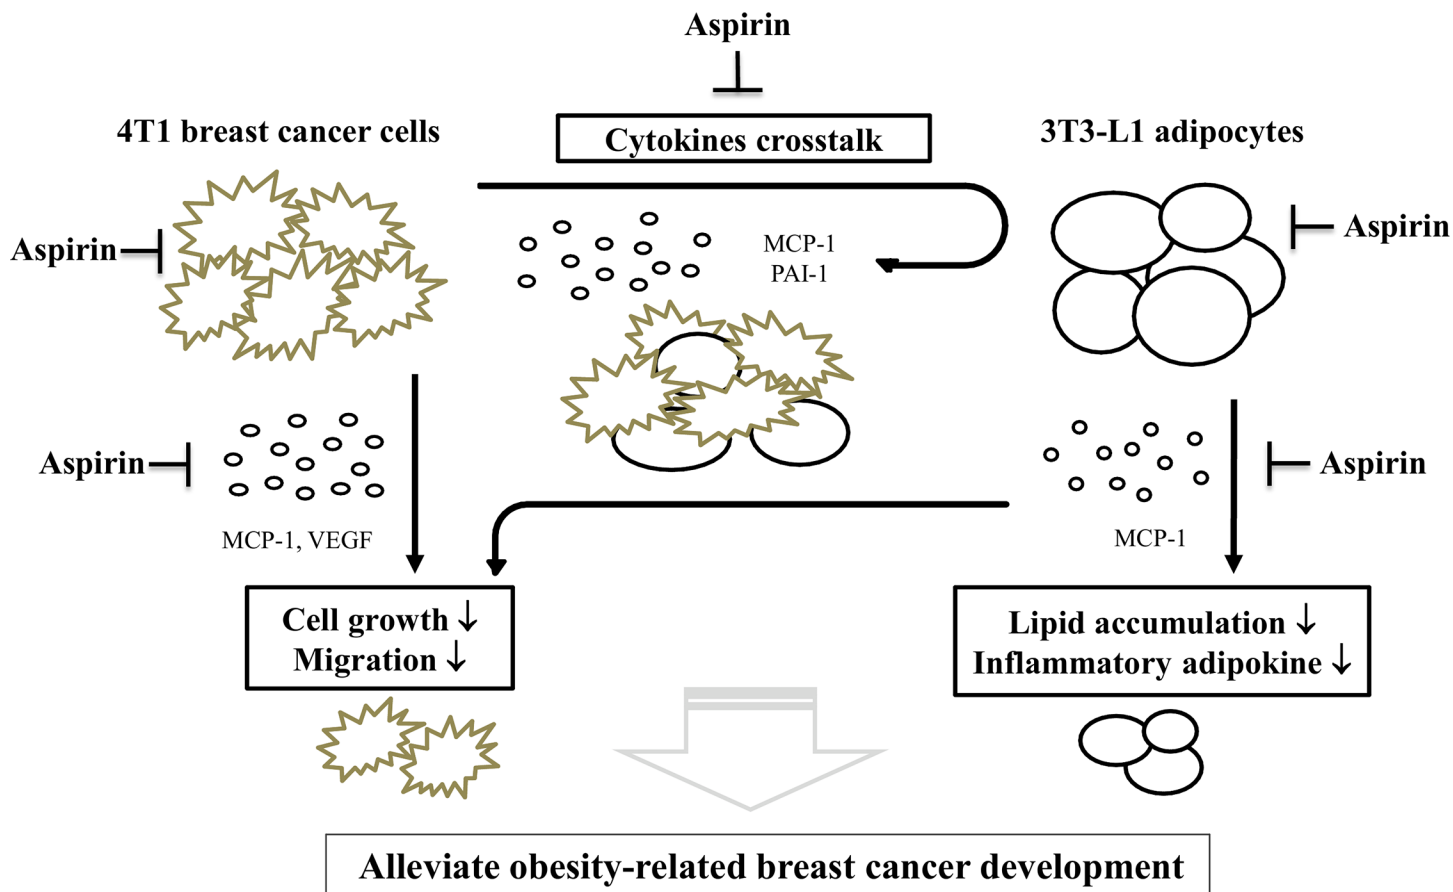 Aspirin
4T1 breast cancer cells
Cytokines crosstalk
3T3-L1 adipocytes
Aspirin
MCP-1
PAI-1
Aspirin
Aspirin
MCP-1, VEGF
MCP-1
Aspirin
Cell growth ↓
Migration ↓
Lipid accumulation ↓
Inflammatory adipokine ↓
Alleviate obesity-related breast cancer development